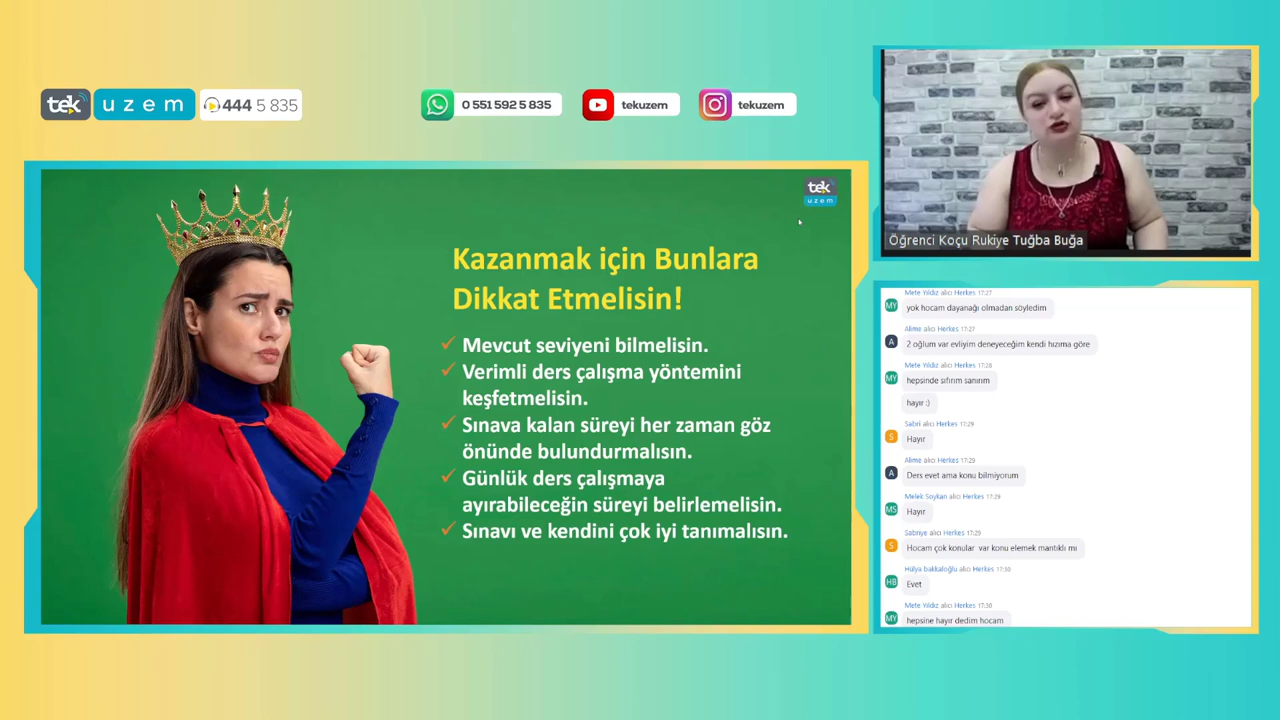 tek uzem 444 5 835
0 551 592 5 835
tekuzem
tekuzem
tek
uzem
Kazanmak için Bunlara
Dikkat Etmelisin!
Mevcut seviyeni bilmelisin.
Verimli ders çalışma yöntemini
keşfetmelisin.
Sınava kalan süreyi her zaman göz
önünde bulundurmalısın.
Günlük ders çalışmaya
ayırabileceğin süreyi belirlemelisin.
Sınavı ve kendini çok iyi tanımalısın.
Öğrenci Koçu Rukiye Tuğba Buğa
Mete Yıldız alıcı Herkes 17:27
MY yok hocam dayanağı olmadan söyledim
Alime alıcı Herkes 17:27
A 2 oğlum var evliyim deneyeceğim kendi hızıma göre
Mete Yıldız alıcı Herkes 17:28
MY hepsinde sıfırım sanırım
hayır :)
Sabri alıcı Herkes 17:29
S Hayır
Alime alıcı Herkes 17:29
A Ders evet ama konu bilmiyorum
Melek Soykan alıcı Herkes 17:29
MS Hayır
Sabriye alıcı Herkes 17:29
S Hocam çok konular var konu elemek mantıklı mı
Hülya bakkaloğlu alıcı Herkes 17:30
HB Evet
Mete Yıldız alıcı Herkes 17:30
MY hepsine hayır dedim hocam